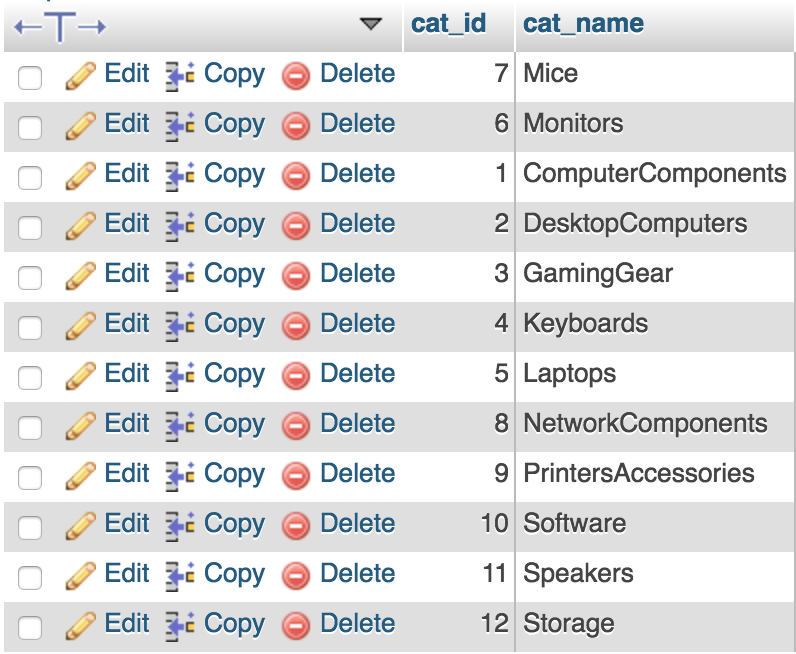 cat_id cat_name
Edit Copy Delete 7 Mice
Edit Copy Delete 6 Monitors
Edit Copy Delete 1 ComputerComponents
Edit Copy Delete 2 DesktopComputers
Edit Copy Delete 3 GamingGear
Edit Copy Delete 4 Keyboards
Edit Copy Delete 5 Laptops
Edit Copy Delete 8 NetworkComponents
Edit Copy Delete 9 PrintersAccessories
Edit Copy Delete 10 Software
Edit Copy Delete 11 Speakers
Edit Copy Delete 12 Storage